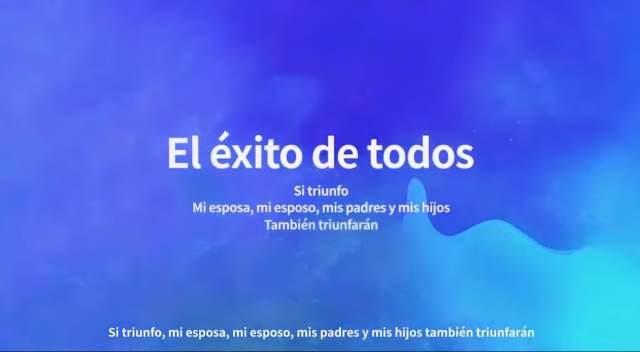 El éxito de todos
Si triunfo
Mi esposa, mi esposo, mis padres y mis hijos
También triunfarán
Si triunfo, mi esposa, mi esposo, mis padres y mis hijos también triunfarán